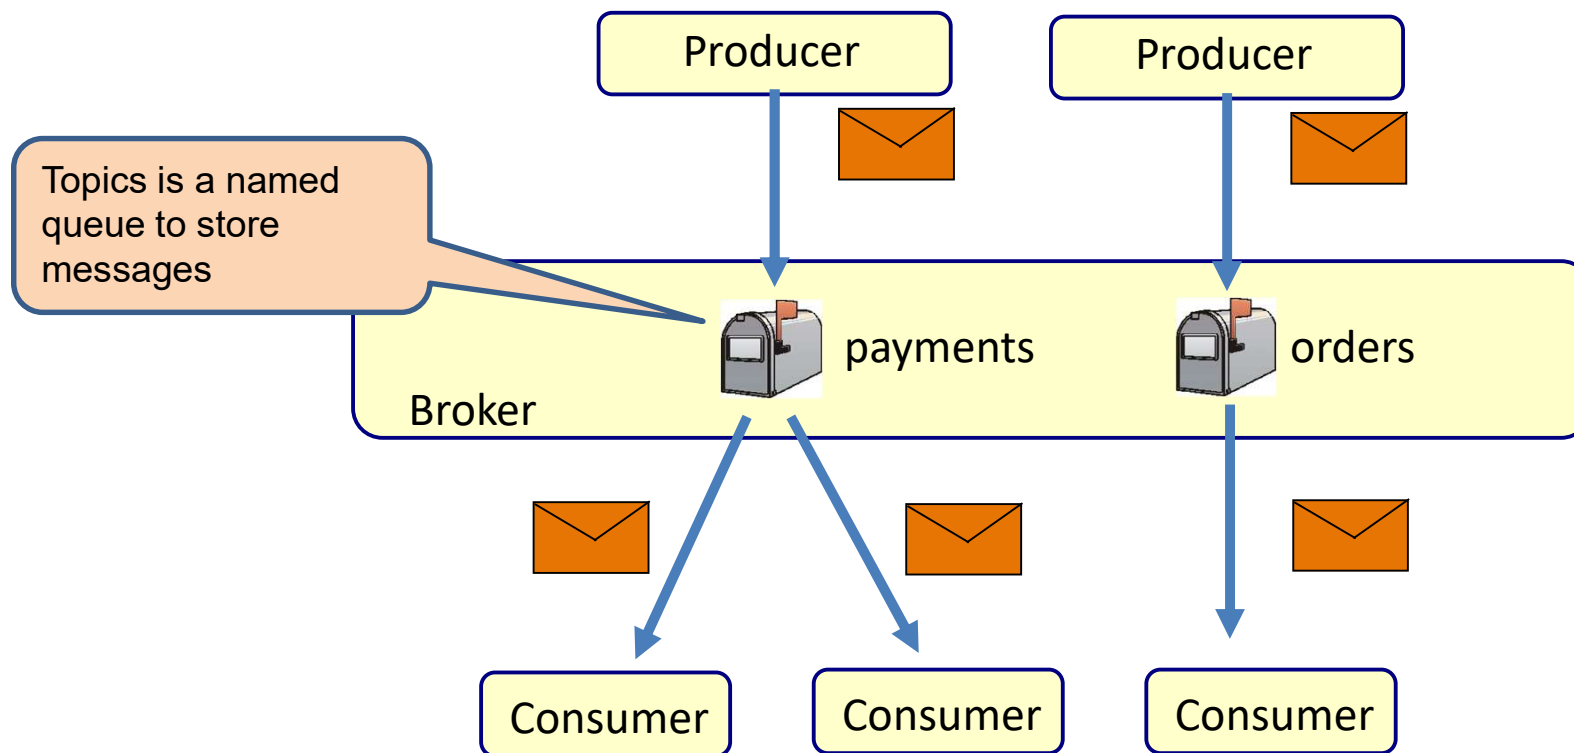 Producer
Producer
Topics is a named
queue to store
messages
payments
orders
Broker
Consumer
Consumer
Consumer